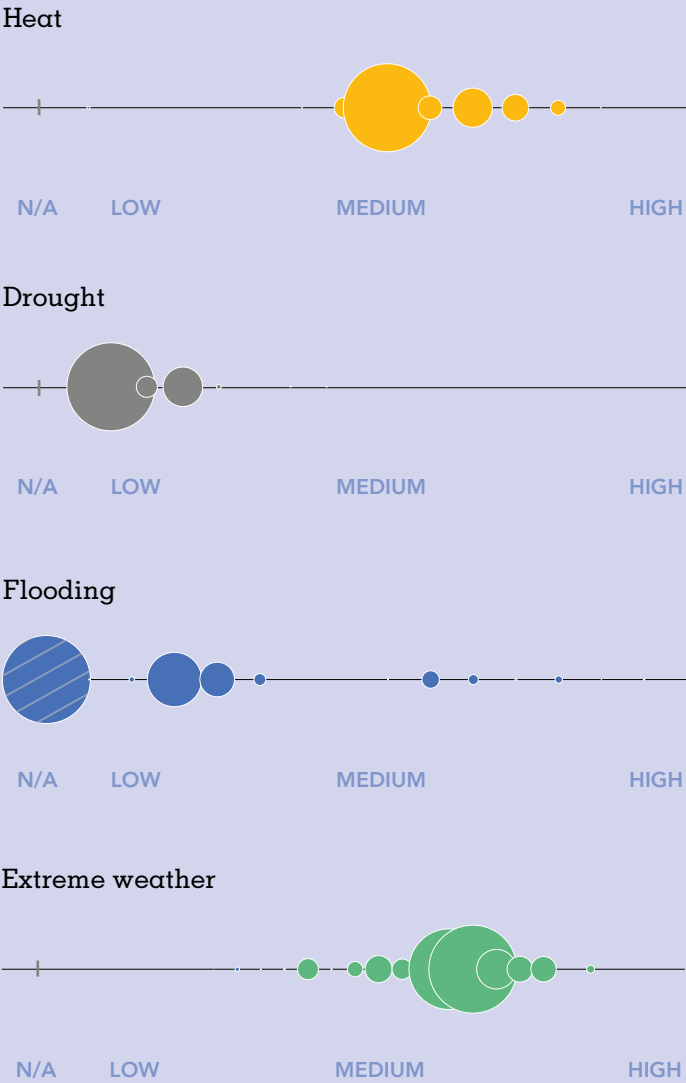 Heat
N/A LOW MEDIUM HIGH
Drought
N/A LOW MEDIUM HIGH
Flooding
N/A LOW MEDIUM HIGH
Extreme weather
N/A LOW MEDIUM HIGH